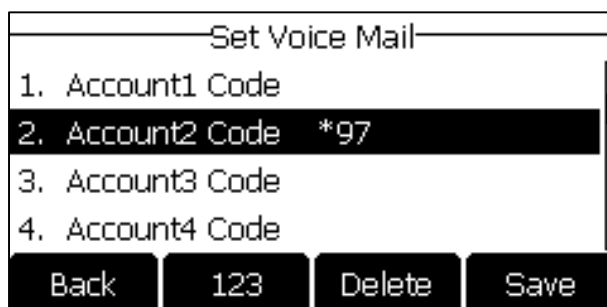 Set Voice Mail
1. Account1 Code
2. Account2 Code *97
3. Account3 Code
4. Account4 Code
Back 123 Delete Save